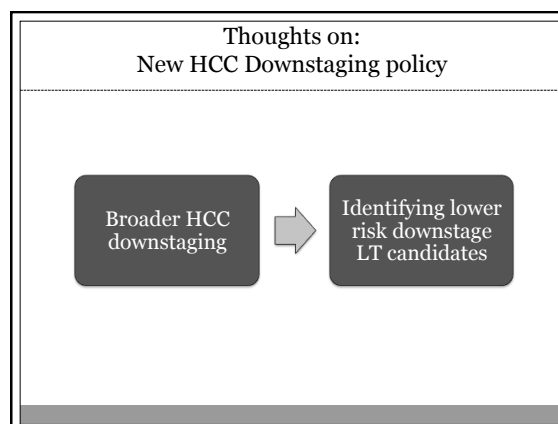 Thoughts on:
New HCC Downstaging policy
Broader HCC
downstaging
Identifying lower
risk downstage
LT candidates